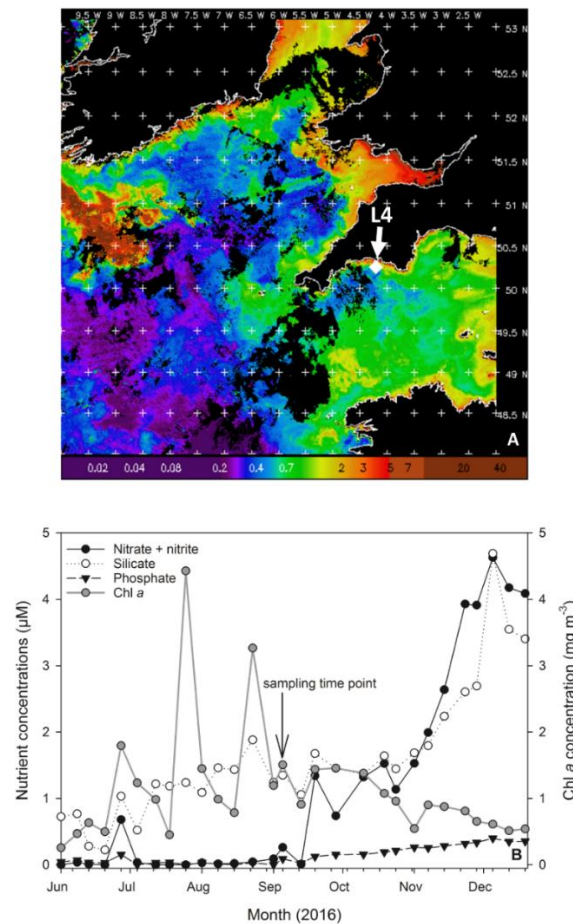 9.5 W 9 W 8.5 W 8 W 7.5 W 7 W 6.5 W 6 W 5.5 W 5 W 4.5 W 4 W 3.5 W 3 W 2.5 W
53 N
52.5 N
52 N
51.5 N
51 N
L4
50.5 N
50 N
49.5 N
49 N
48.5 N
A
0.02 0.04 0.08 0.2 0.4 0.7 2 3 5 7 20 40
5 5
Nitrate + nitrite
Silicate
Phosphate
Chl a
4 4
3 3
sampling time point
2 2
1 1
0 0
B
Nutrient concentrations (µM)
Chl a concentration (mg m-3)
Jun Jul Aug Sep Oct Nov Dec
Month (2016)